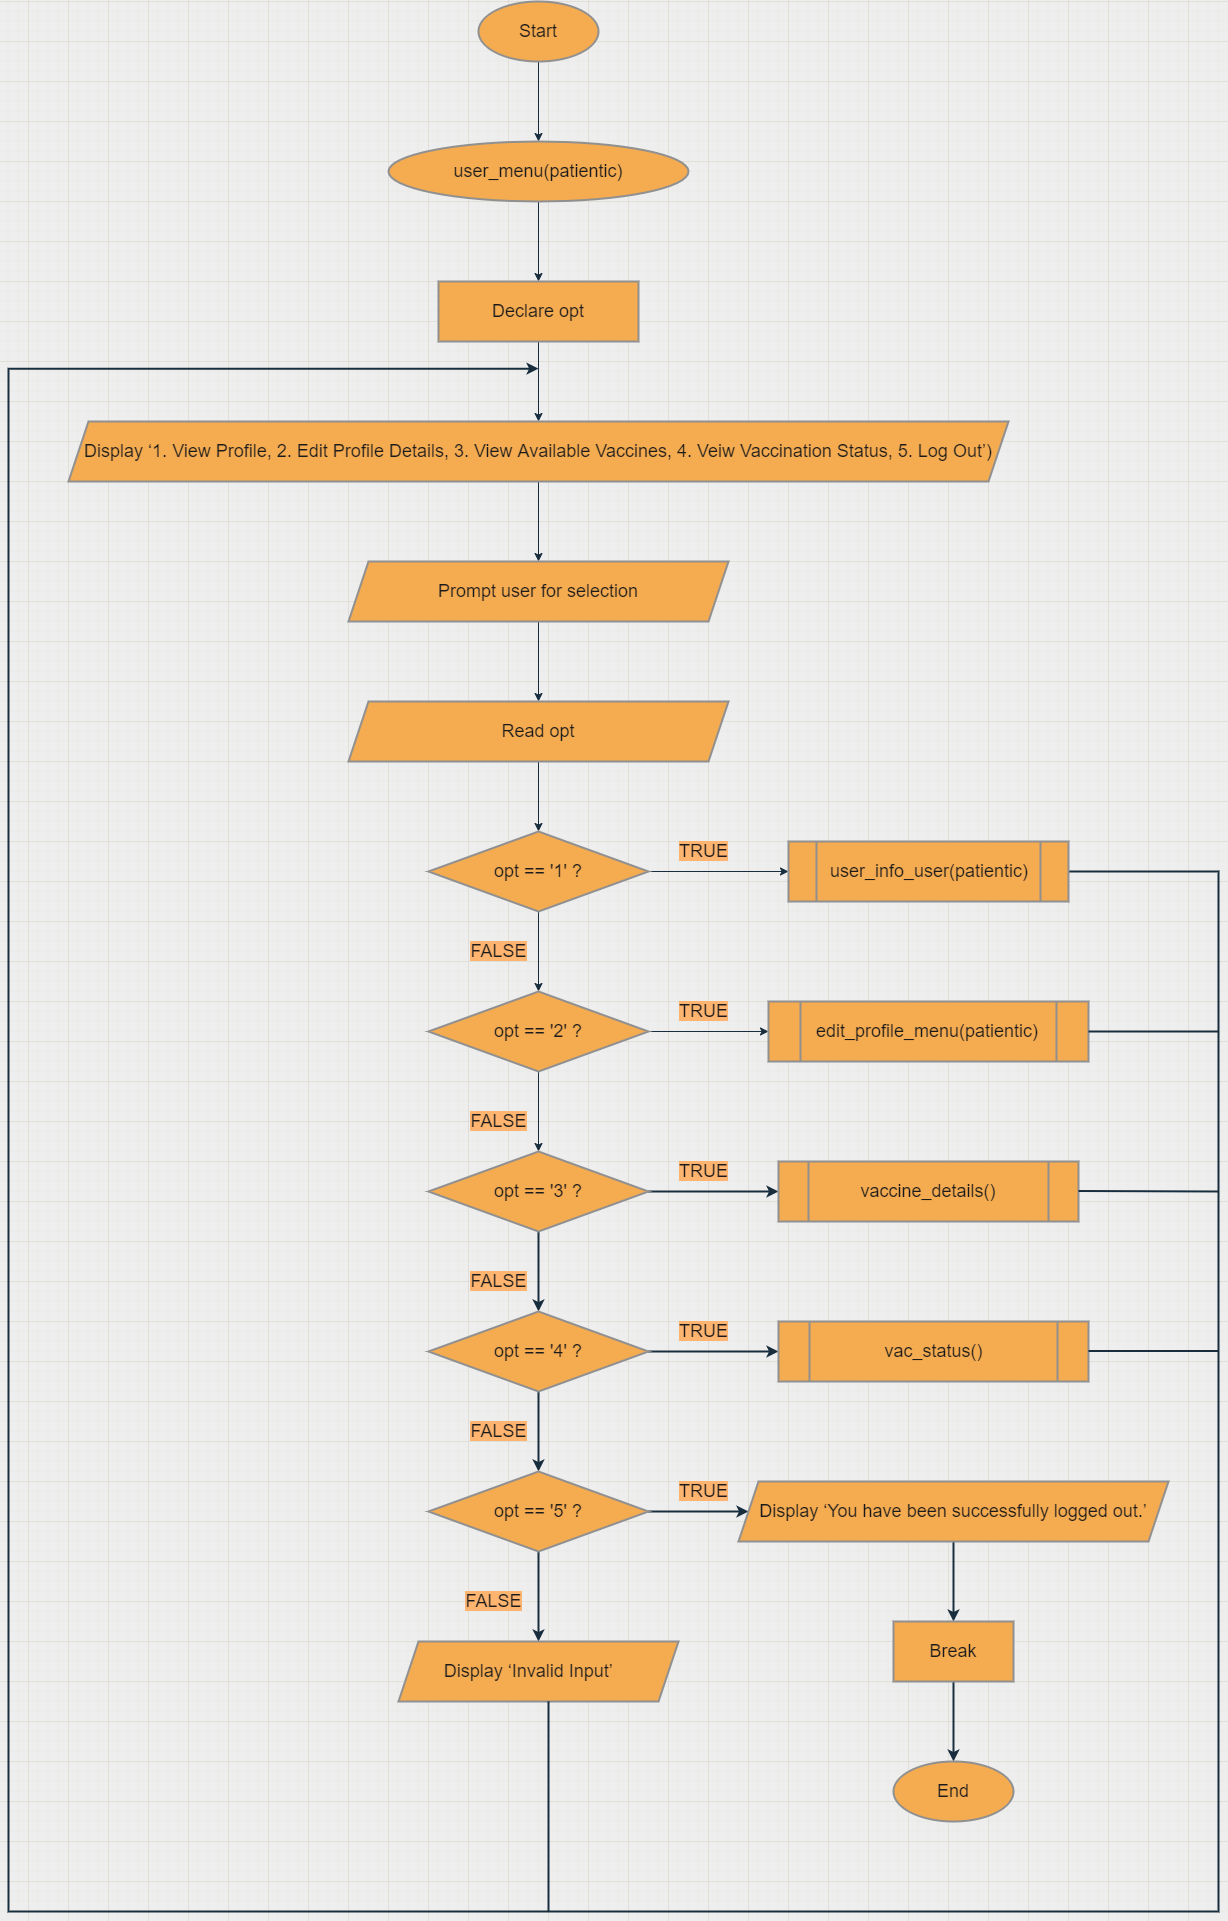 Start
user_menu(patientic)
Declare opt
Display ‘1. View Profile, 2. Edit Profile Details, 3. View Available Vaccines, 4. Veiw Vaccination Status, 5. Log Out’)
Prompt user for selection
Read opt
opt == '1' ?
TRUE
user_info_user(patientic)
FALSE
opt == '2' ?
TRUE
edit_profile_menu(patientic)
FALSE
opt == '3' ?
TRUE
vaccine_details()
FALSE
opt == '4' ?
TRUE
vac_status()
FALSE
opt == '5' ?
TRUE
Display ‘You have been successfully logged out.’
FALSE
Display ‘Invalid Input’
Break
End